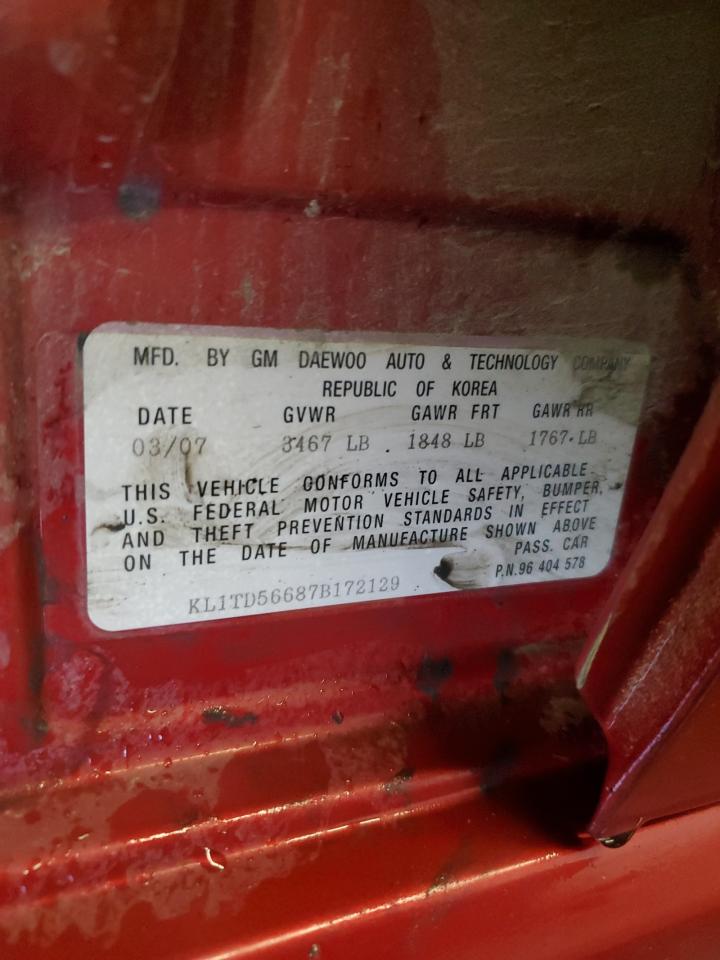 MFD. BY GM DAEWOO AUTO & TECHNOLOGY COMPANY
REPUBLIC OF KOREA
DATE GVWR GAWR FRT GAWR RR
03/07 3467 LB 1848 LB 1767 LB
THIS VEHICLE CONFORMS TO ALL APPLICABLE
U.S. FEDERAL MOTOR VEHICLE SAFETY, BUMPER,
AND THEFT PREVENTION STANDARDS IN EFFECT
ON THE DATE OF MANUFACTURE SHOWN ABOVE
PASS. CAR
P.N.96 404 578
KL1TD56687B172129